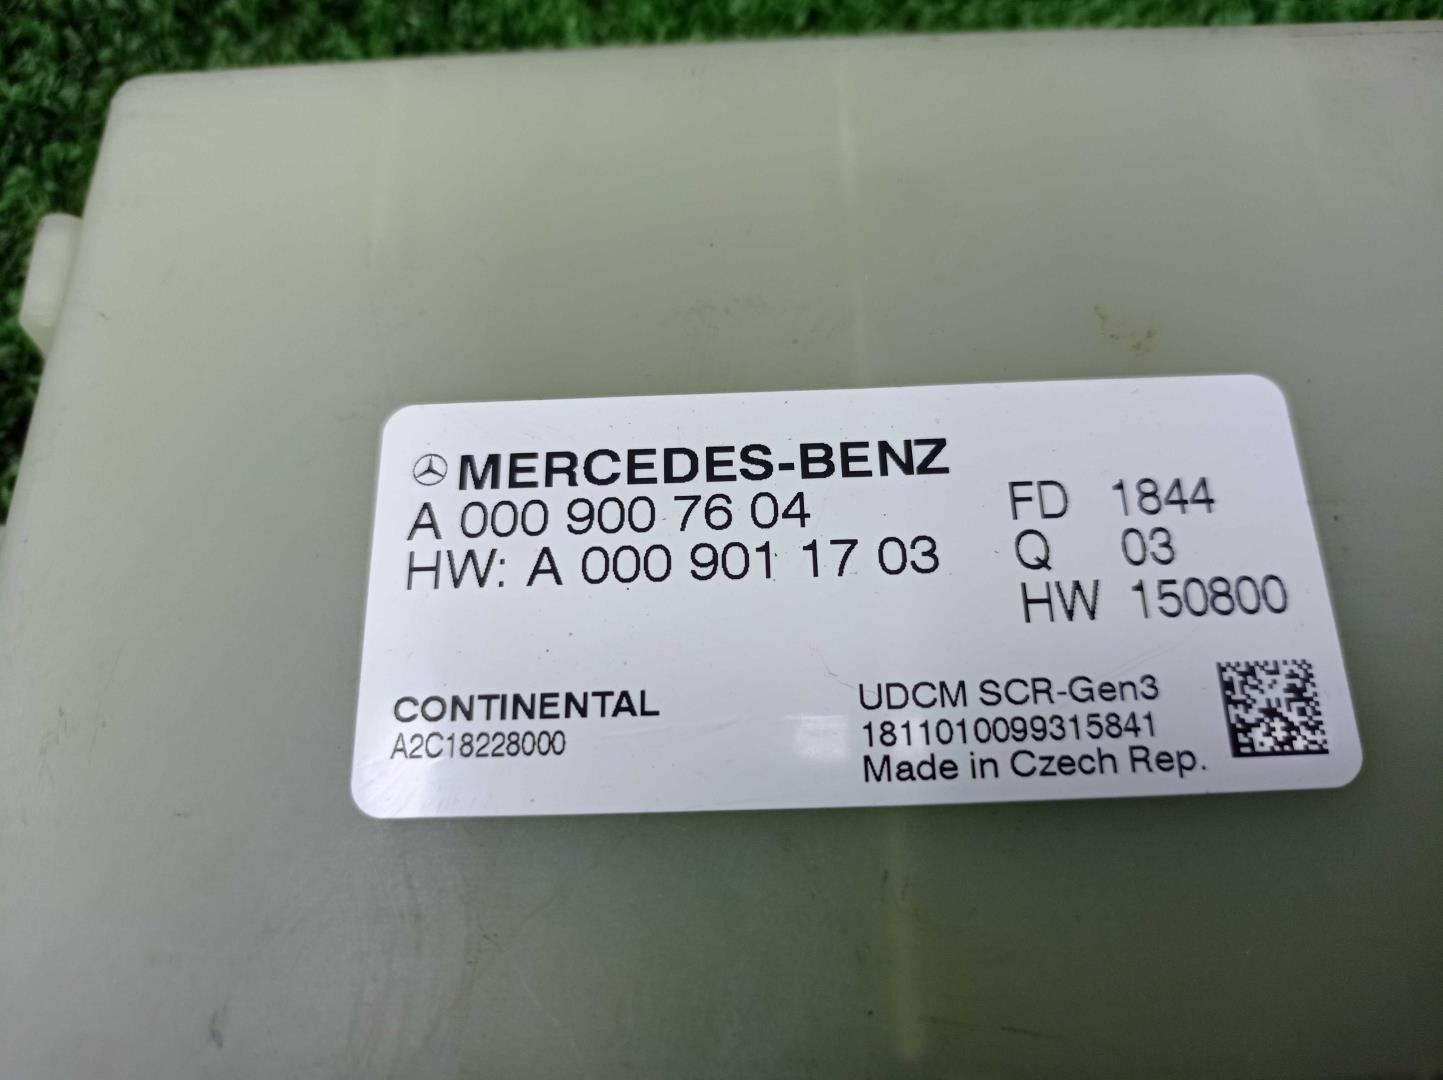 MERCEDES-BENZ
A 000 900 76 04
HW: A 000 901 17 03
FD 1844
Q 03
HW 150800
CONTINENTAL
A2C18228000
UDCM SCR-Gen3
1811010099315841
Made in Czech Rep.